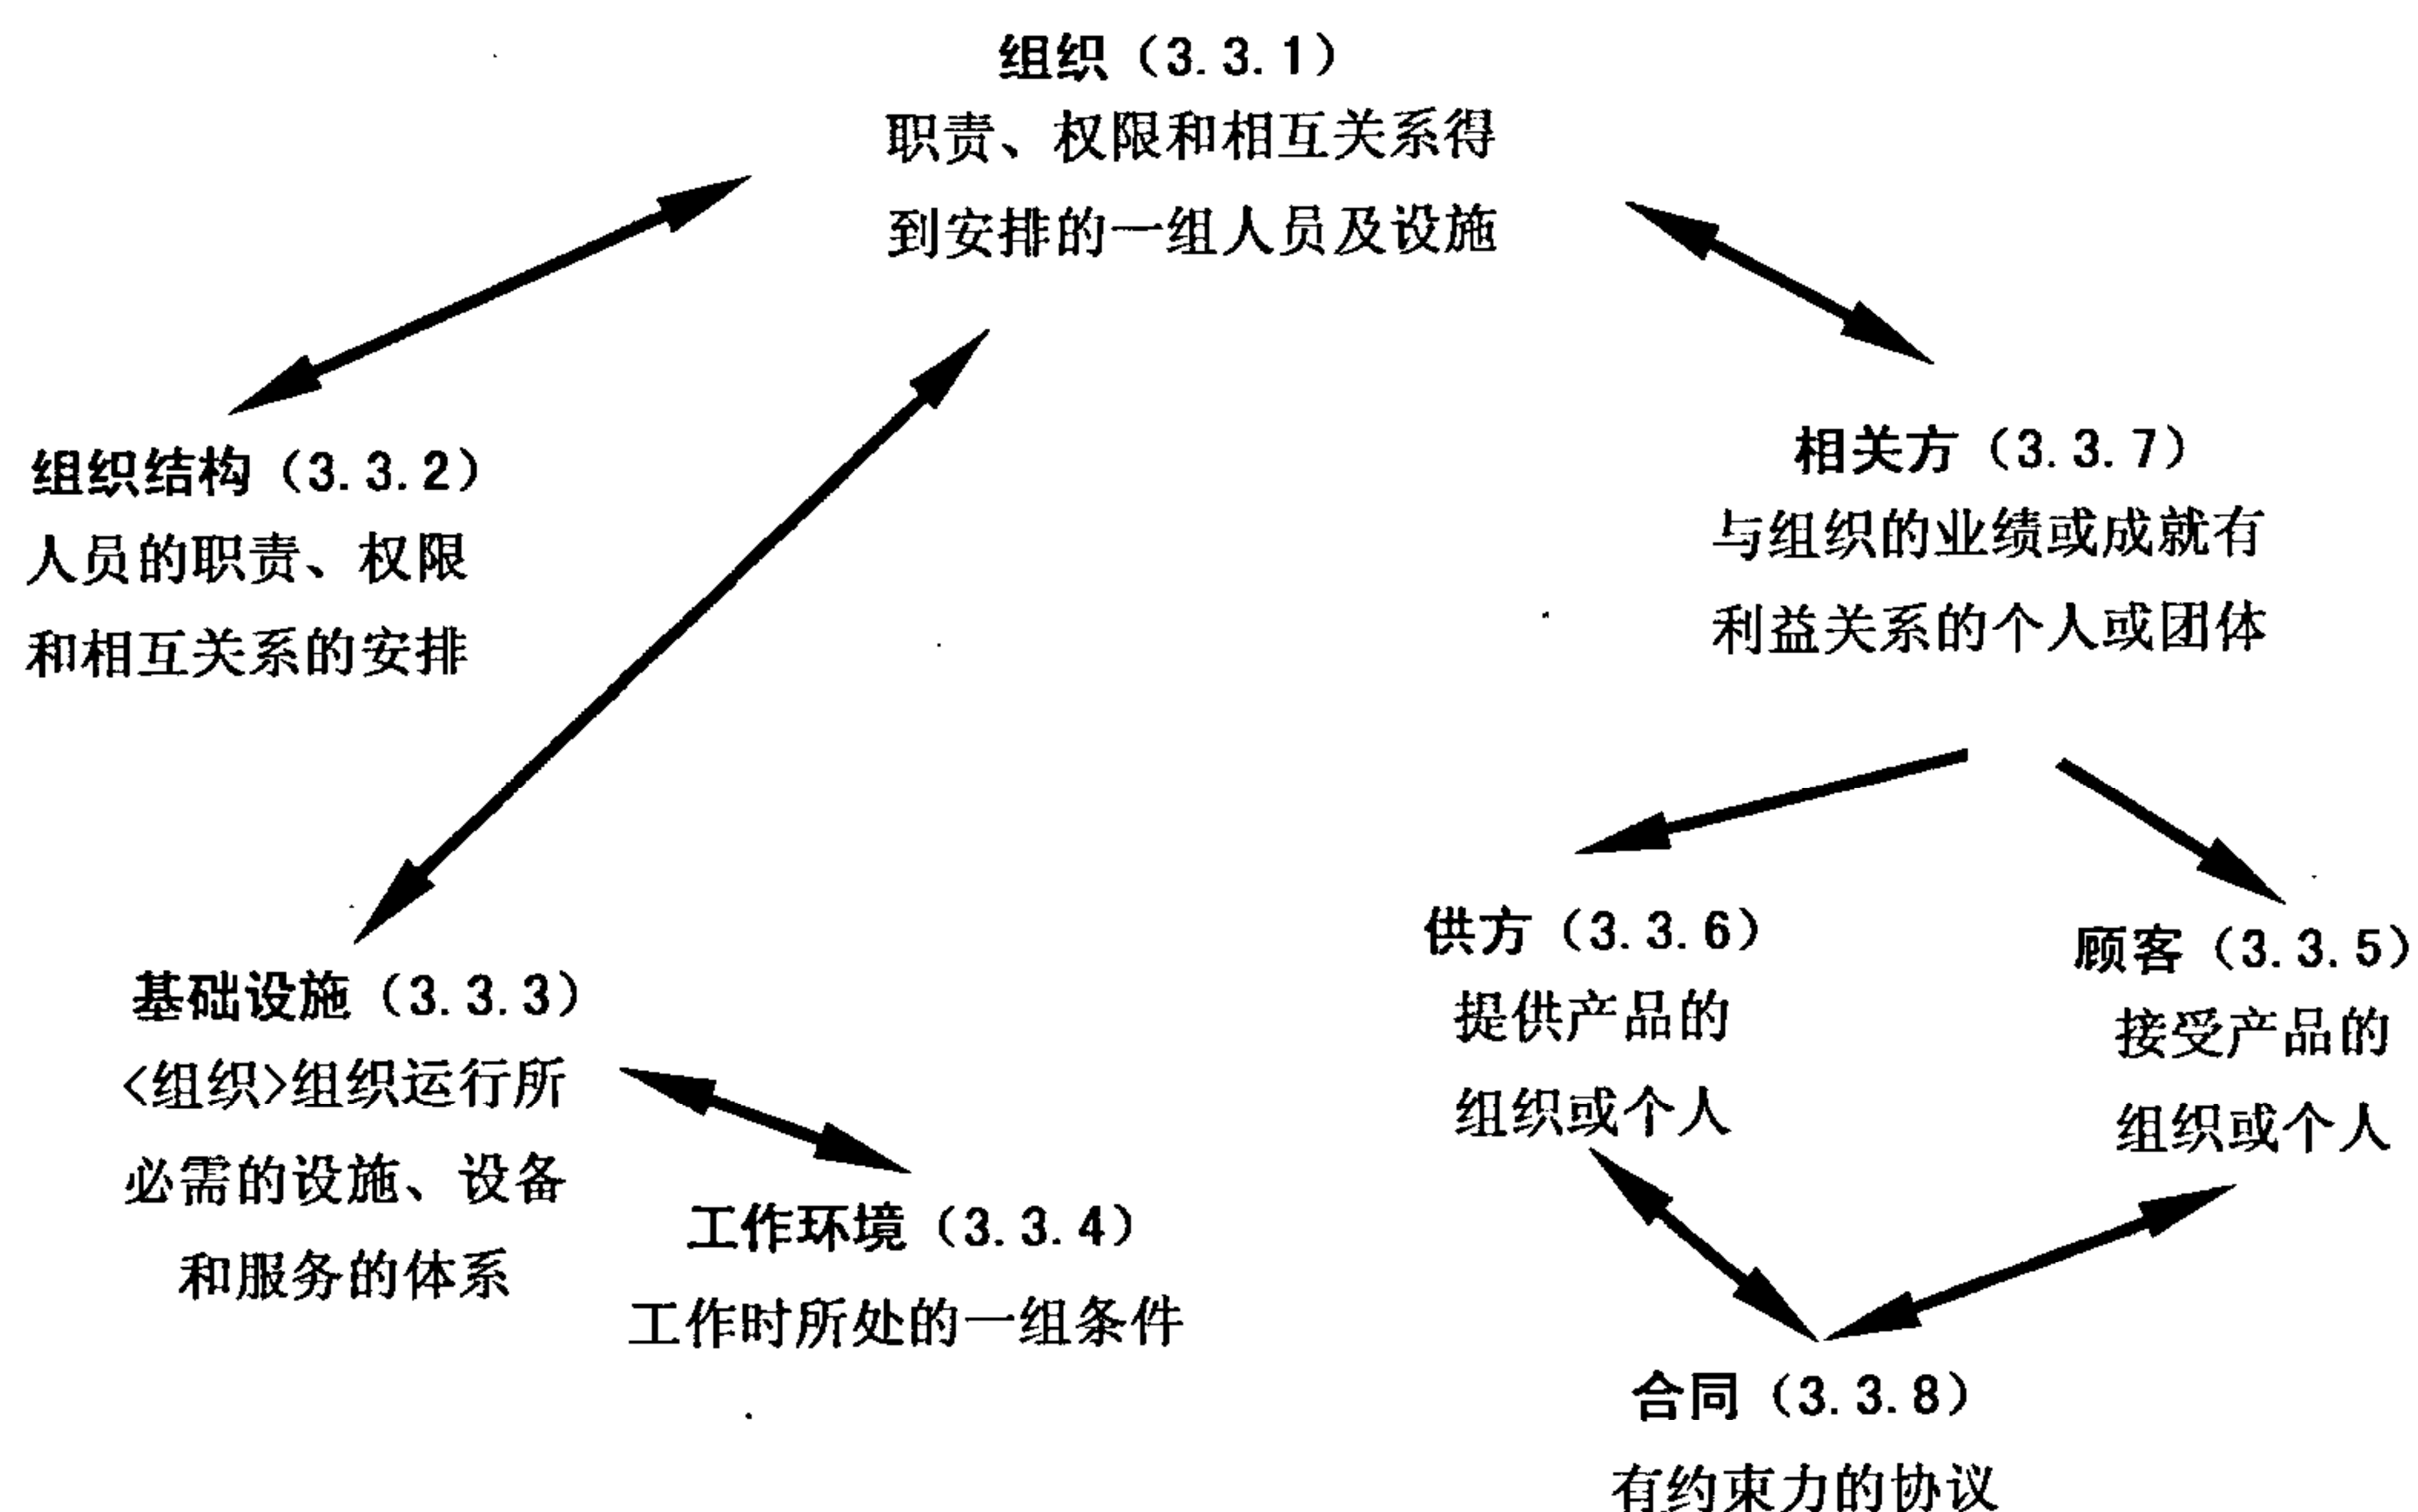 组织（3.3.1）
职责、权限和相互关系得
到安排的一组人员及设施
组织结构（3.3.2）
人员的职责、权限
和相互关系的安排
相关方（3.3.7）
与组织的业绩或成就有
利益关系的个人或团体
基础设施（3.3.3）
<组织>组织运行所
必需的设施、设备
和服务的体系
工作环境（3.3.4）
工作时所处的一组条件
供方（3.3.6）
提供产品的
组织或个人
顾客（3.3.5）
接受产品的
组织或个人
合同（3.3.8）
有约束力的协议